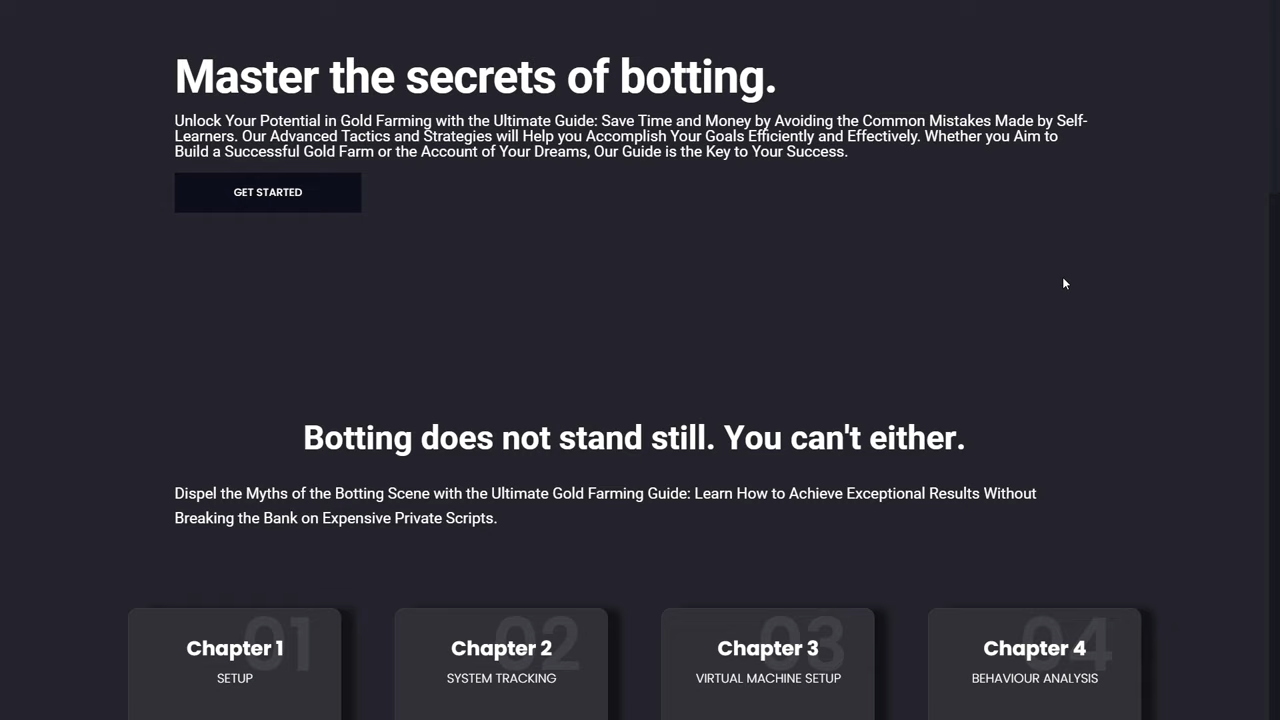 Master the secrets of botting.
Unlock Your Potential in Gold Farming with the Ultimate Guide: Save Time and Money by Avoiding the Common Mistakes Made by Self-
Learners. Our Advanced Tactics and Strategies will Help you Accomplish Your Goals Efficiently and Effectively. Whether you Aim to
Build a Successful Gold Farm or the Account of Your Dreams, Our Guide is the Key to Your Success.
GET STARTED
Botting does not stand still. You can't either.
Dispel the Myths of the Botting Scene with the Ultimate Gold Farming Guide: Learn How to Achieve Exceptional Results Without
Breaking the Bank on Expensive Private Scripts.
01
Chapter 1
SETUP
02
Chapter 2
SYSTEM TRACKING
03
Chapter 3
VIRTUAL MACHINE SETUP
04
Chapter 4
BEHAVIOUR ANALYSIS